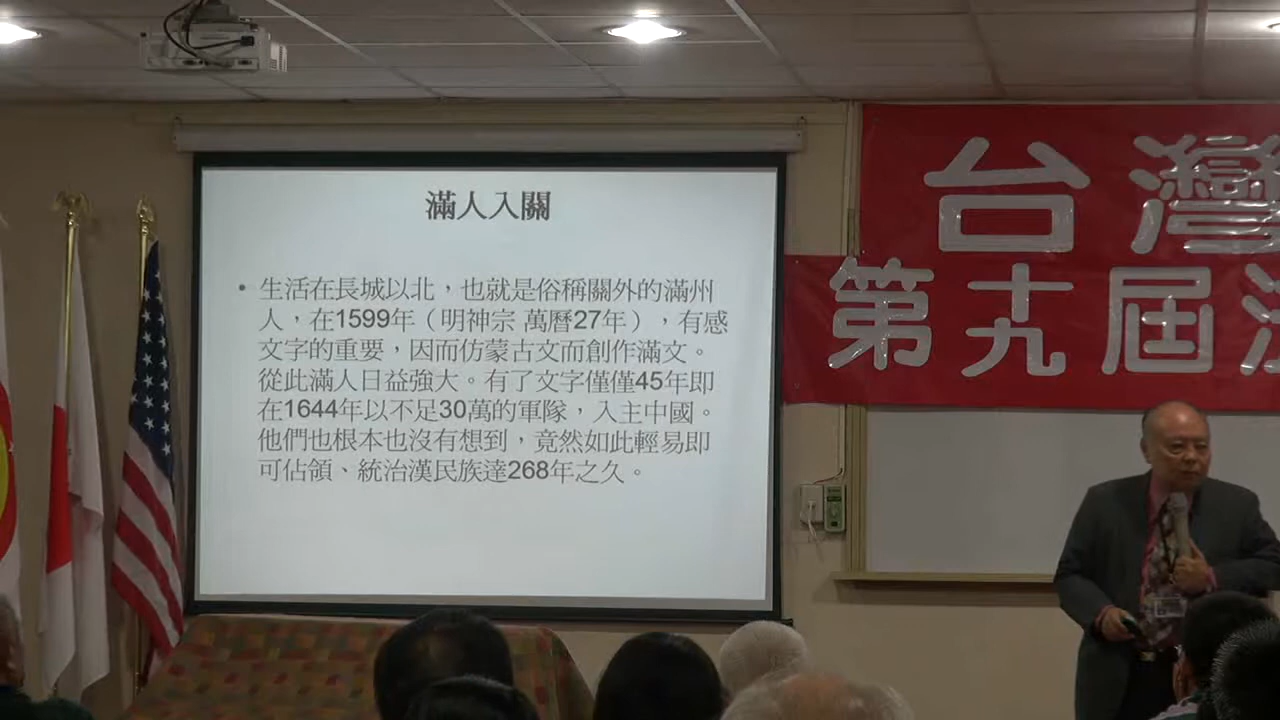 滿人入關
• 生活在長城以北，也就是俗稱關外的滿州
人，在1599年（明神宗 萬曆27年），有感
文字的重要，因而仿蒙古文而創作滿文。
從此滿人日益強大。有了文字僅僅45年即
在1644年以不足30萬的軍隊，入主中國。
他們也根本也沒有想到，竟然如此輕易即
可佔領、統治漢民族達268年之久。
台灣
第十九屆